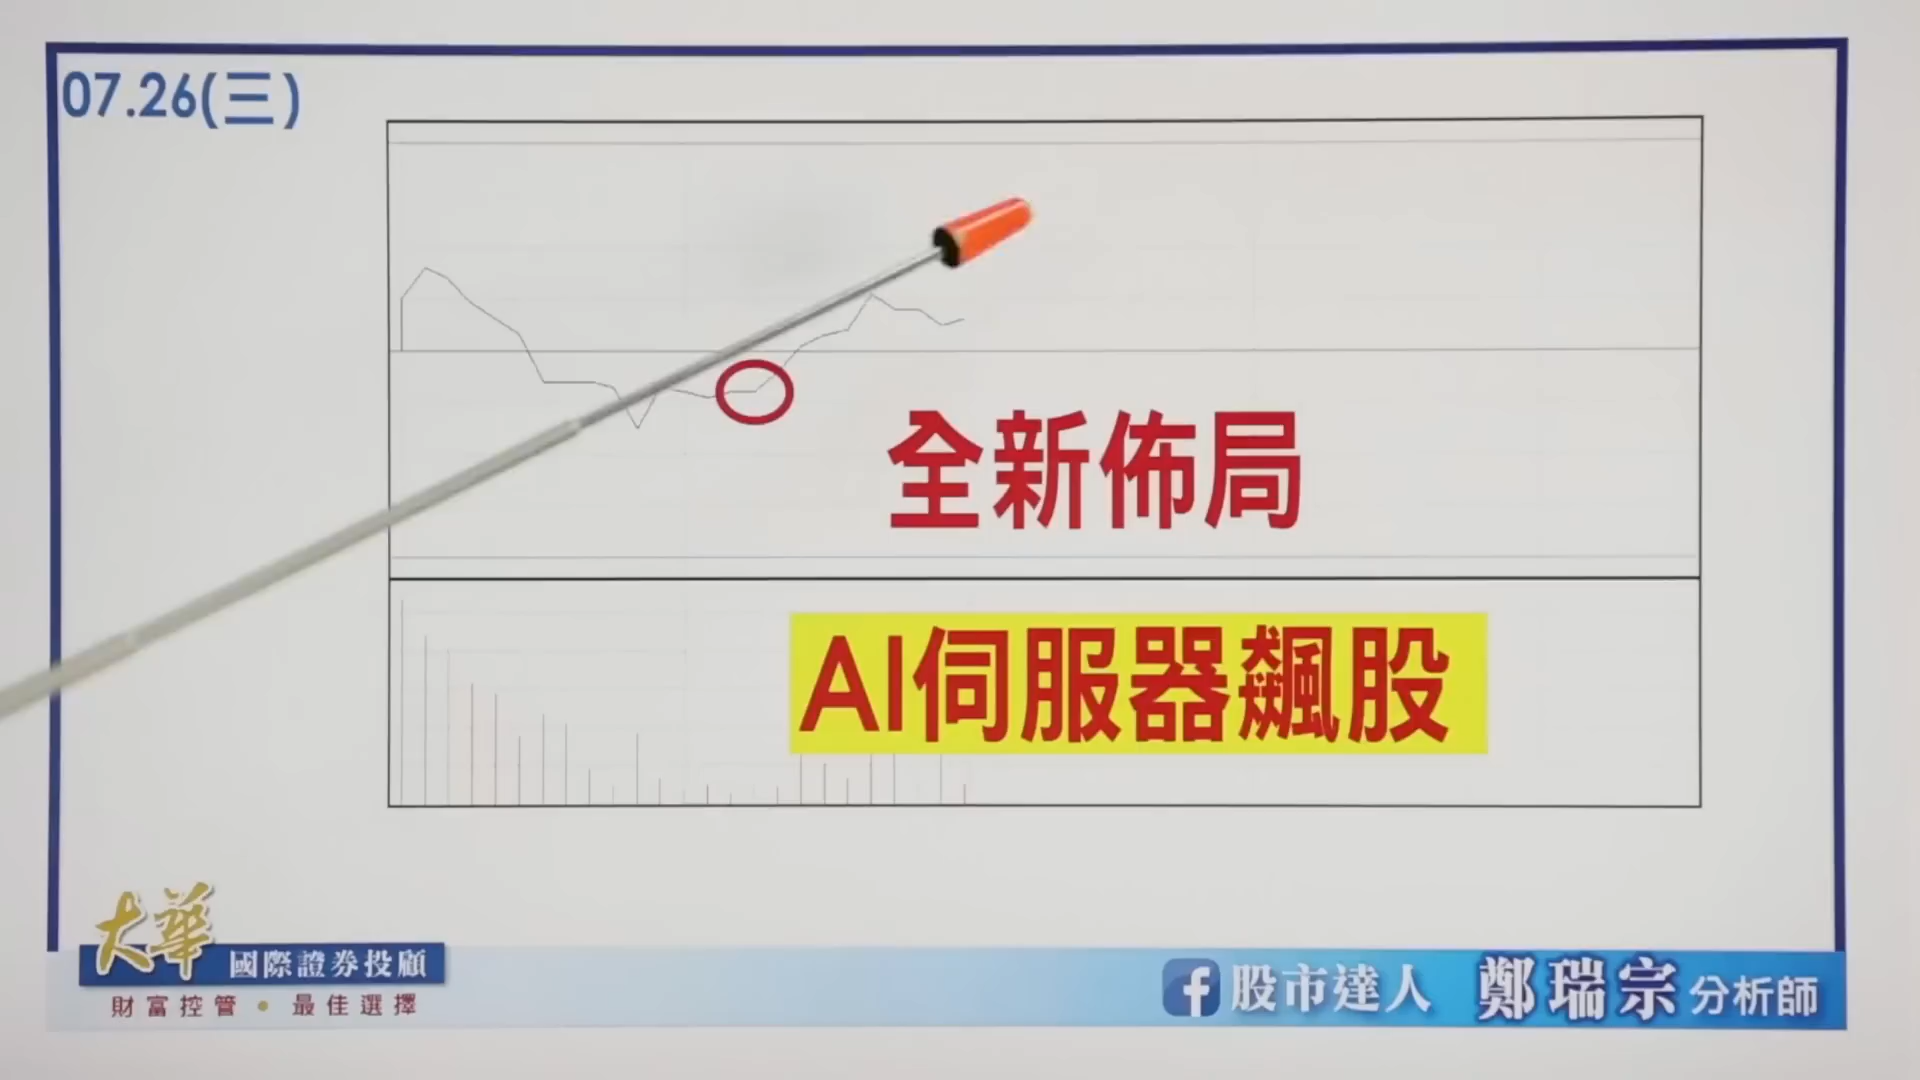 07.26(三)
全新佈局
AI伺服器飆股
大華 國際證券投顧
財富控管・最佳選擇
f 股市達人 鄭瑞宗 分析師